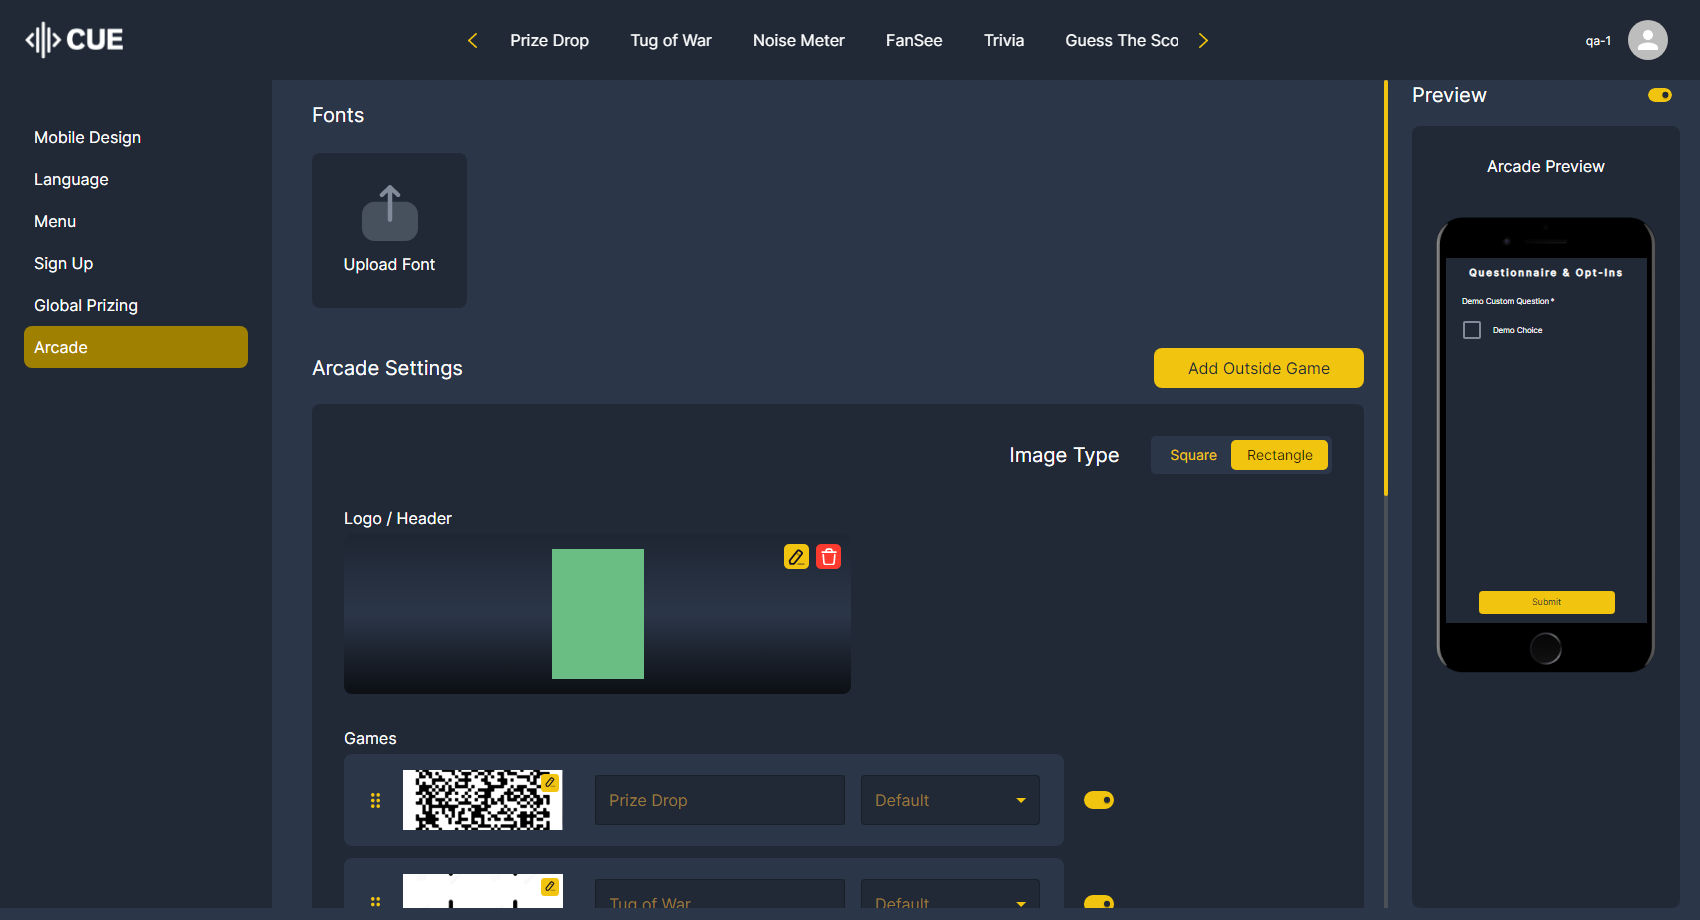 CUE
Prize Drop
Tug of War
Noise Meter
FanSee
Trivia
Guess The Sco
qa-1
Mobile Design
Language
Menu
Sign Up
Global Prizing
Arcade
Fonts
Upload Font
Arcade Settings
Add Outside Game
Image Type
Square
Rectangle
Logo / Header
Games
Prize Drop
Default
Tug of War
Default
Preview
Arcade Preview
Questionnaire & Opt-Ins
Demo Custom Question *
Demo Choice
Submit